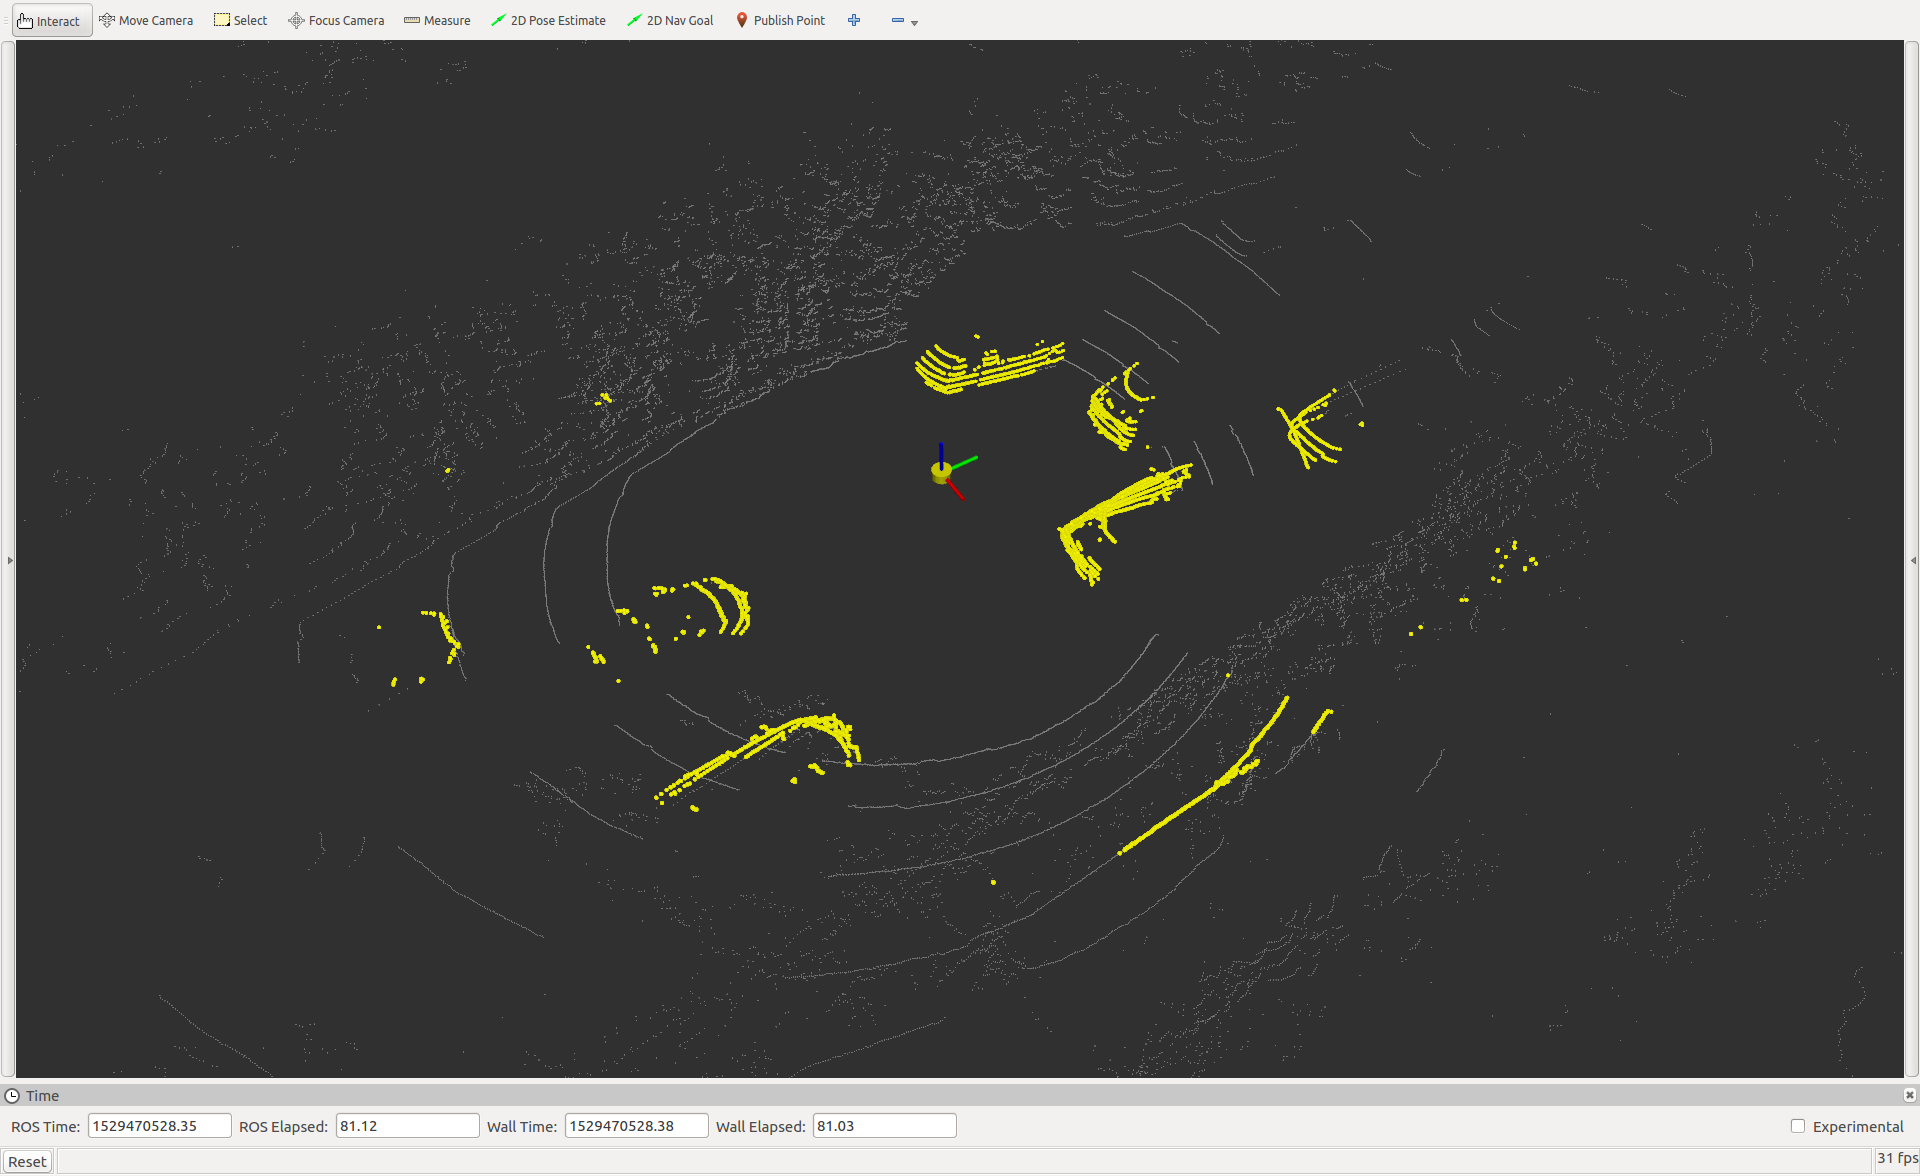 Interact Move Camera Select Focus Camera Measure 2D Pose Estimate 2D Nav Goal Publish Point
Time
ROS Time: 1529470528.35 ROS Elapsed: 81.12 Wall Time: 1529470528.38 Wall Elapsed: 81.03 Experimental
Reset 31 fps